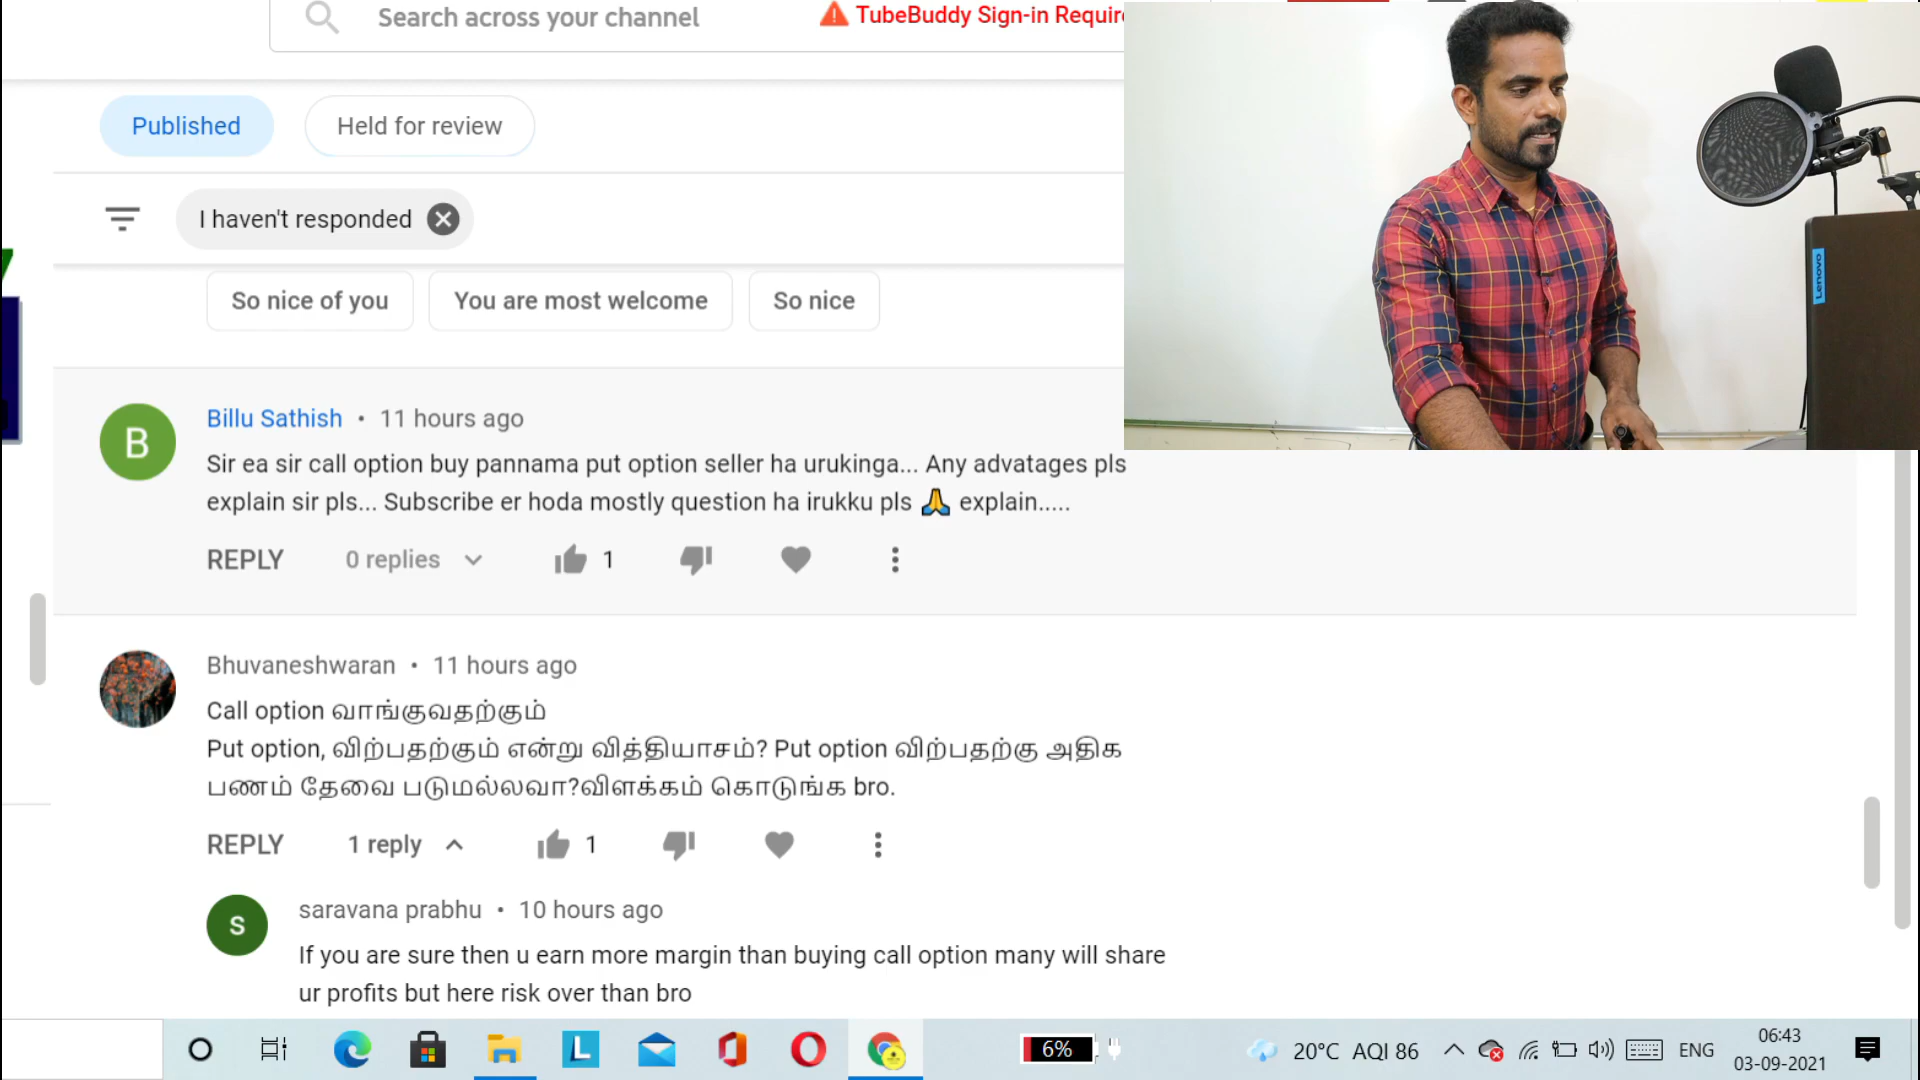 Search across your channel
TubeBuddy Sign-in Require
Published
Held for review
I haven't responded
So nice of you
You are most welcome
So nice
B
Billu Sathish • 11 hours ago
Sir ea sir call option buy pannama put option seller ha urukinga... Any advatages pls
explain sir pls... Subscribe er hoda mostly question ha irukku pls 🙏 explain.....
REPLY
0 replies
1
Bhuvaneshwaran • 11 hours ago
Call option வாங்குவதற்கும்
Put option, விற்பதற்கும் என்று வித்தியாசம்? Put option விற்பதற்கு அதிக
பணம் தேவை படுமல்லவா?விளக்கம் கொடுங்க bro.
REPLY
1 reply
1
S
saravana prabhu • 10 hours ago
If you are sure then u earn more margin than buying call option many will share
ur profits but here risk over than bro
Lenovo
L
6%
20°C AQI 86
ENG
06:43
03-09-2021